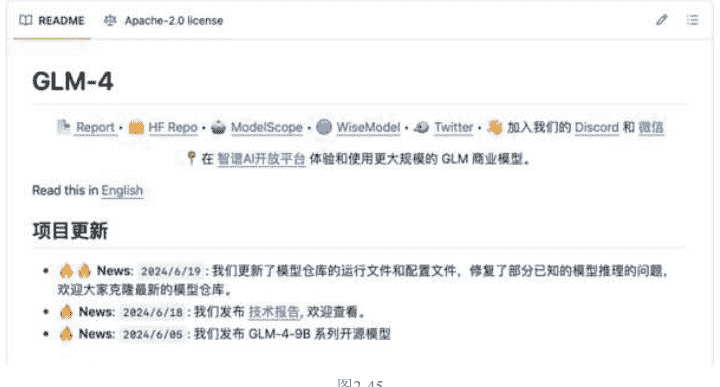 README Apache-2.0 license
GLM-4
Report • HF Repo • ModelScope • WiseModel • Twitter • 加入我们的 Discord 和 微信
在 智谱AI开放平台 体验和使用更大规模的 GLM 商业模型。
Read this in English
项目更新
• News: 2024/6/19: 我们更新了模型仓库的运行文件和配置文件，修复了部分已知的模型推理的问题，
欢迎大家克隆最新的模型仓库。
• News: 2024/6/18: 我们发布 技术报告, 欢迎查看。
• News: 2024/6/05: 我们发布 GLM-4-9B 系列开源模型
图2-45